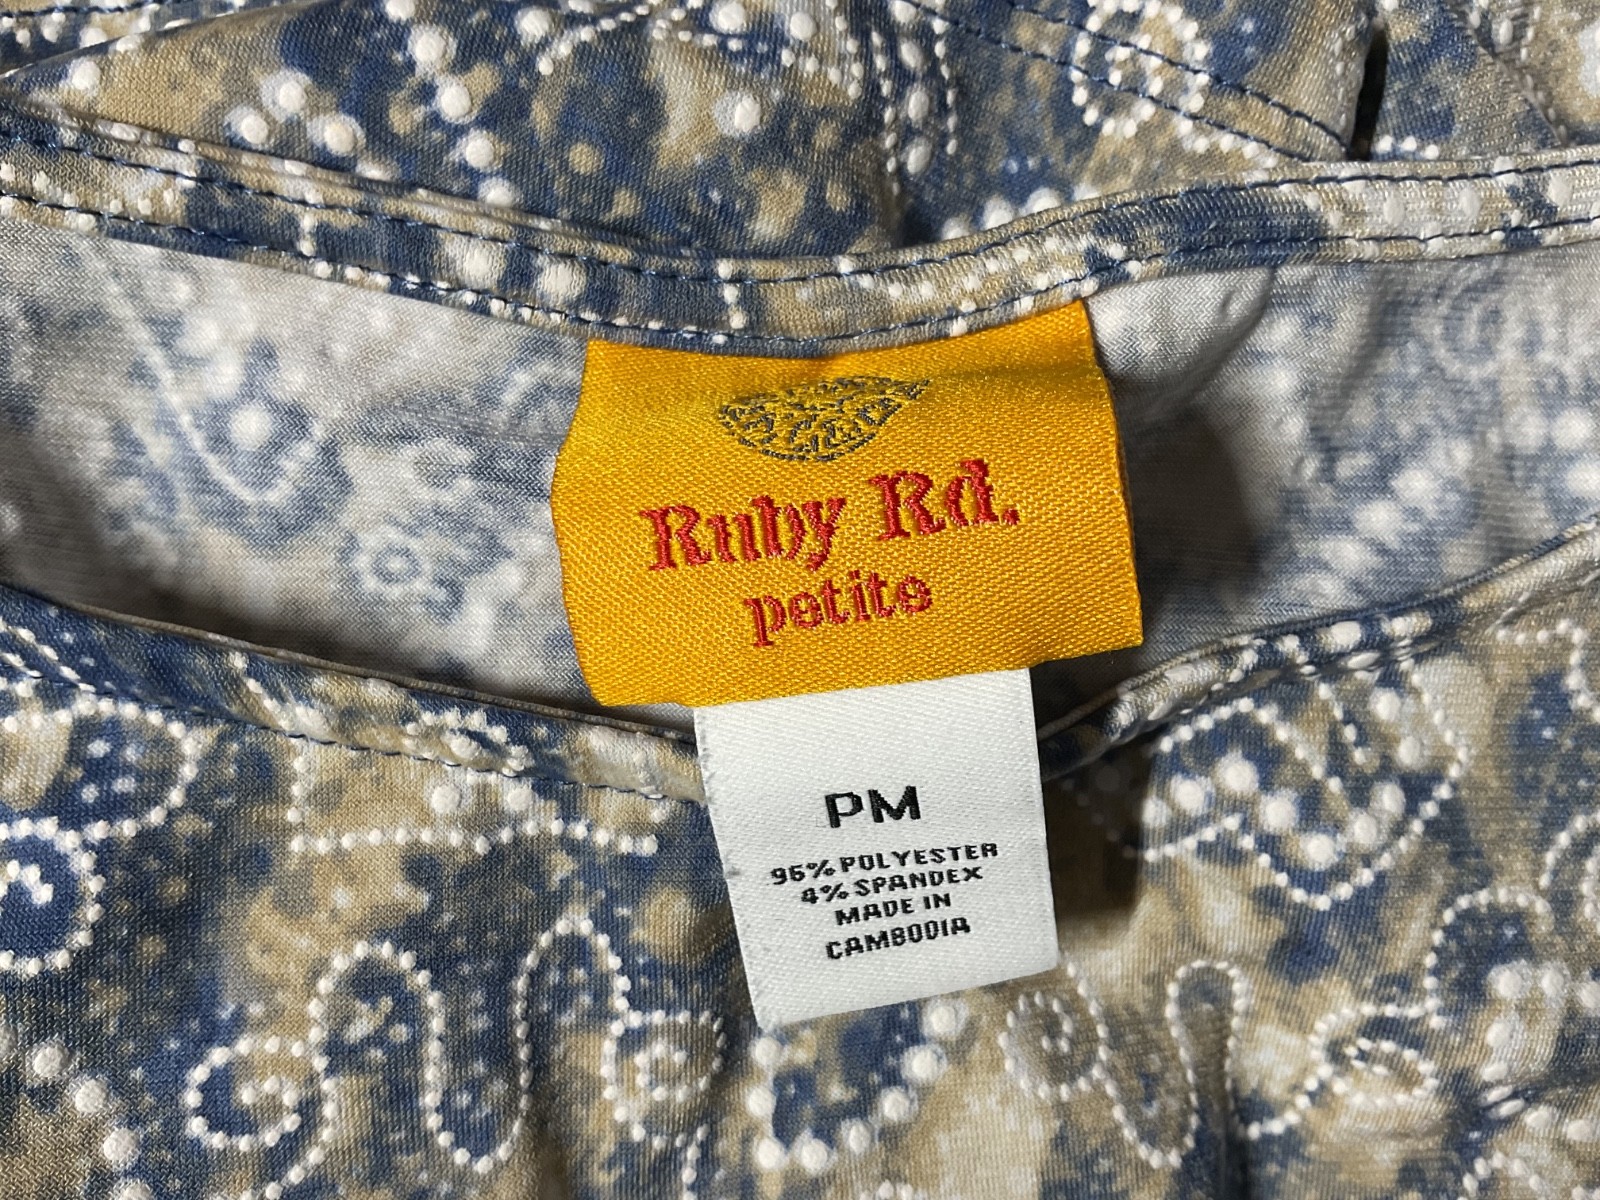 Ruby Rd.
petite
PM
96% POLYESTER
4% SPANDEX
MADE IN
CAMBODIA